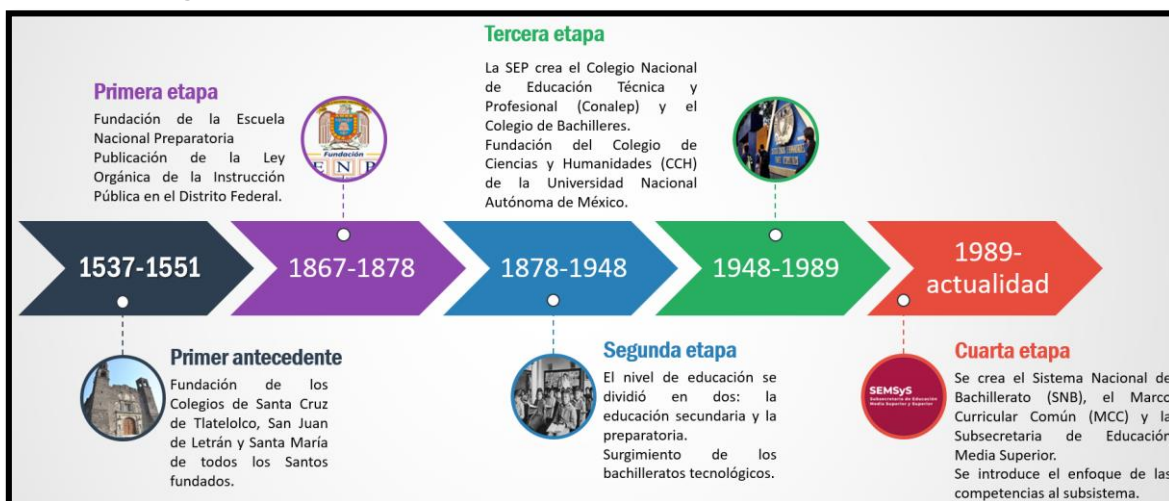 Primera etapa
Fundación de la Escuela
Nacional Preparatoria
Publicación de la Ley
Orgánica de la Instrucción
Pública en el Distrito Federal.
Fundación
E N P
Tercera etapa
La SEP crea el Colegio Nacional
de Educación Técnica y
Profesional (Conalep) y el
Colegio de Bachilleres.
Fundación del Colegio de
Ciencias y Humanidades (CCH)
de la Universidad Nacional
Autónoma de México.
1537-1551
1867-1878
1878-1948
1948-1989
1989-
actualidad
Primer antecedente
Fundación de los
Colegios de Santa Cruz
de Tlatelolco, San Juan
de Letrán y Santa María
de todos los Santos
fundados.
Segunda etapa
El nivel de educación se
dividió en dos: la
educación secundaria y la
preparatoria.
Surgimiento de los
bachilleratos tecnológicos.
SEMSyS
Subsecretaría de Educación
Media Superior y Superior
Cuarta etapa
Se crea el Sistema Nacional de
Bachillerato (SNB), el Marco
Curricular Común (MCC) y la
Subsecretaria de Educación
Media Superior.
Se introduce el enfoque de las
competencias al subsistema.